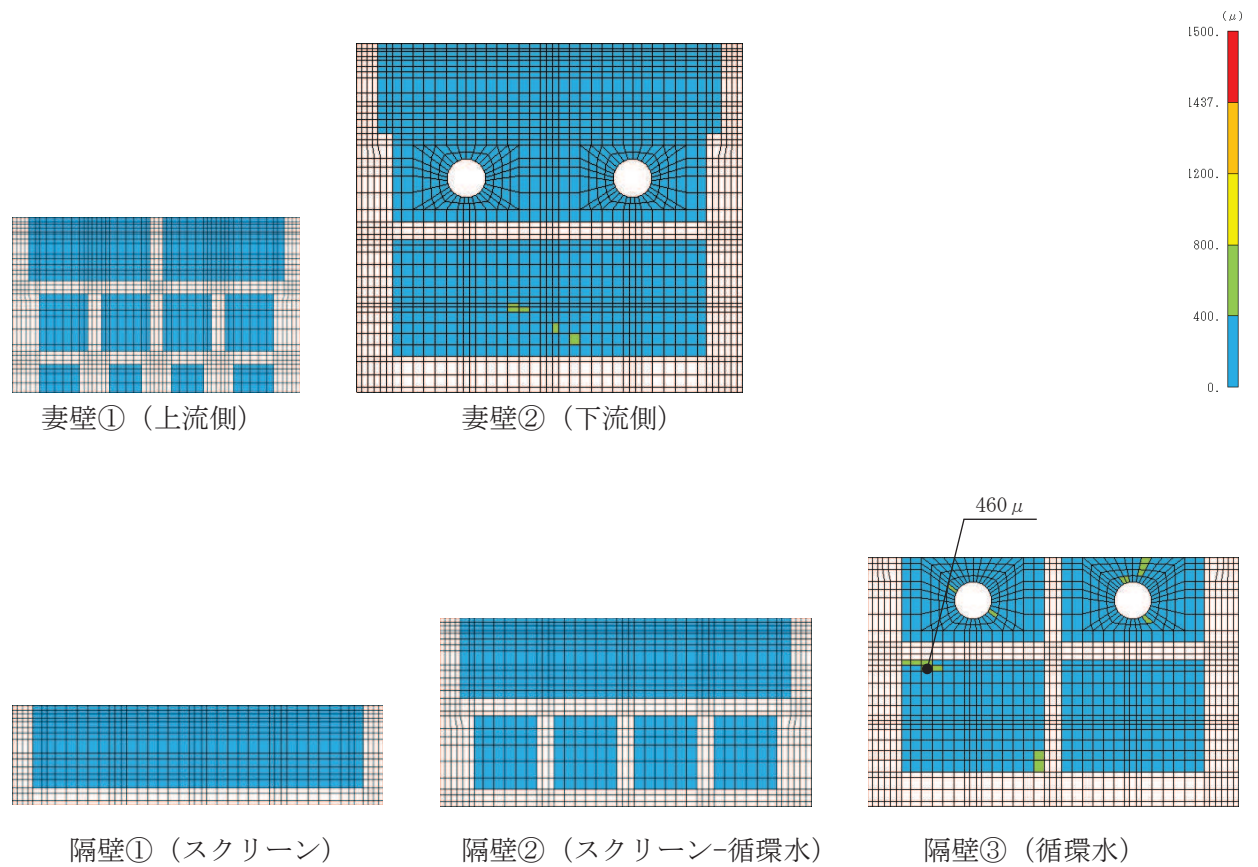 (μ)
1500.
1437.
1200.
800.
400.
0.
妻壁①（上流側）
妻壁②（下流側）
460μ
隔壁①（スクリーン）
隔壁②（スクリーン-循環水）
隔壁③（循環水）